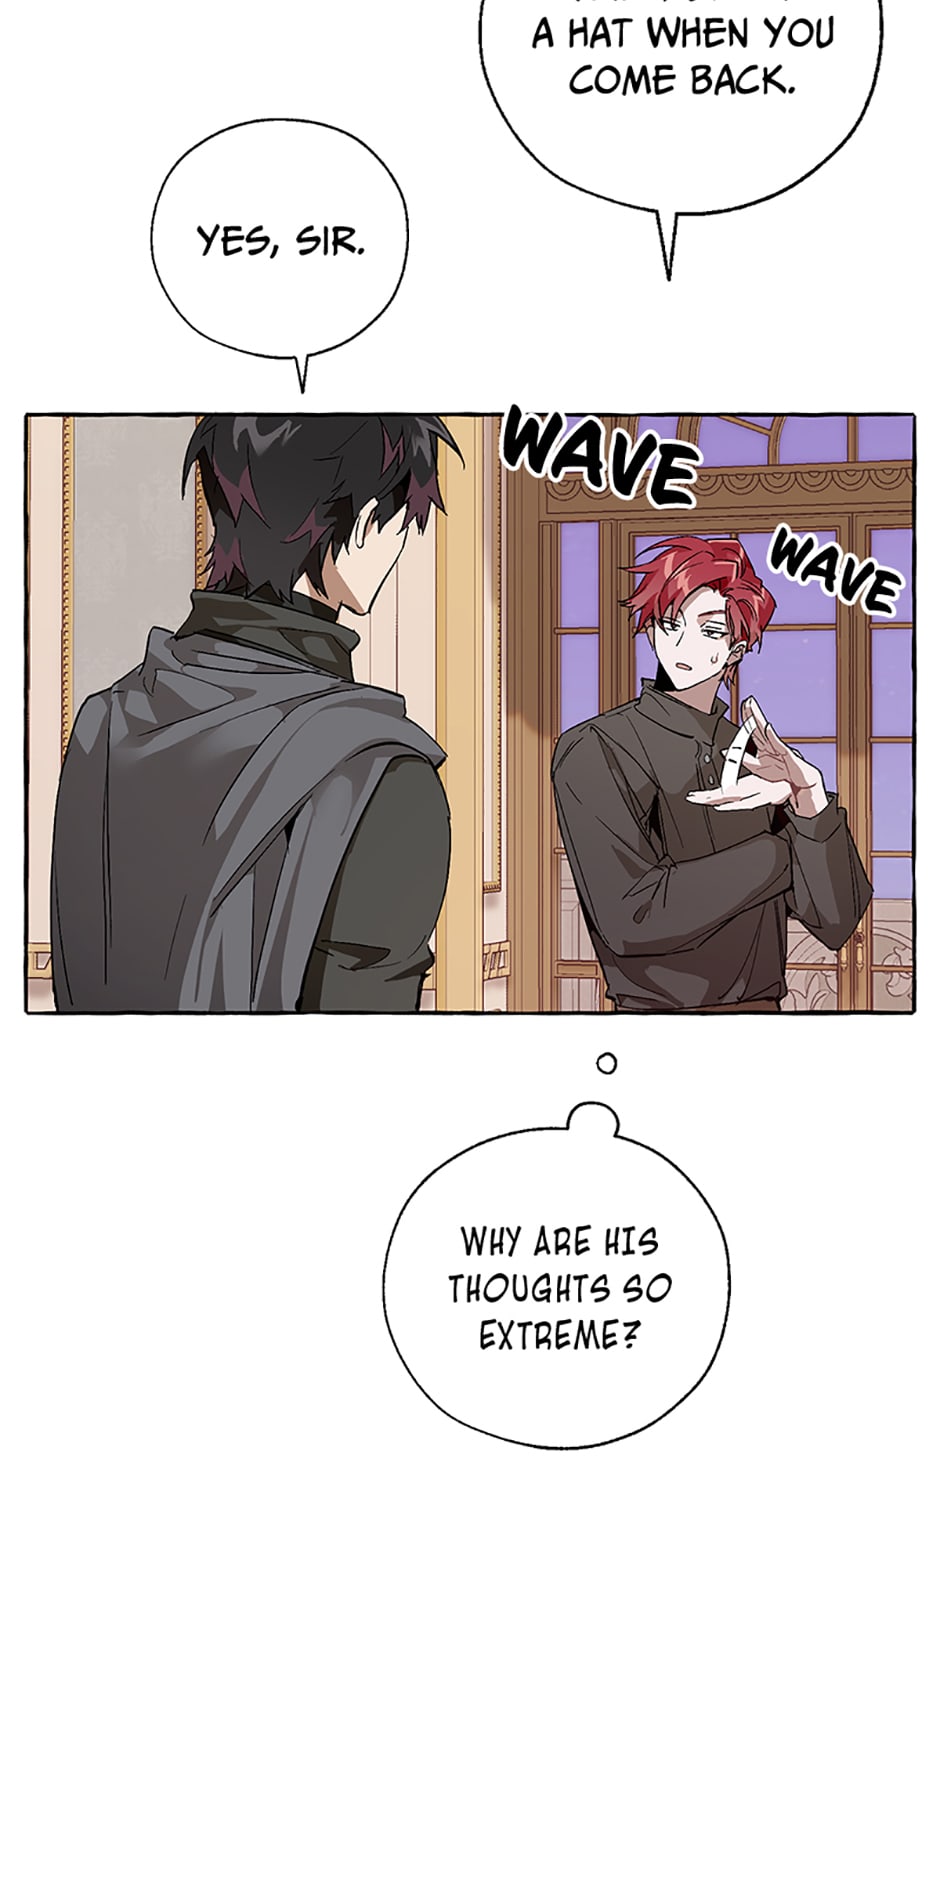 A HAT WHEN YOU
COME BACK.
YES, SIR.
WAVE
WAVE
WHY ARE HIS
THOUGHTS SO
EXTREME?